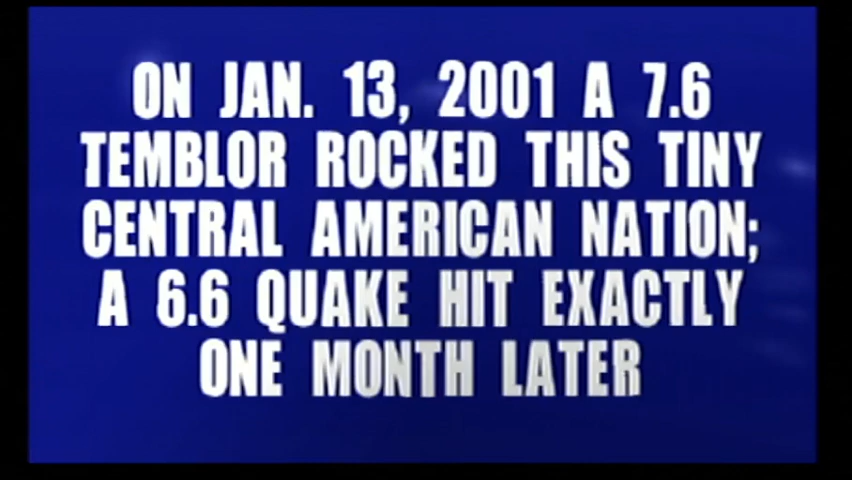 ON JAN. 13, 2001 A 7.6
TEMBLOR ROCKED THIS TINY
CENTRAL AMERICAN NATION;
A 6.6 QUAKE HIT EXACTLY
ONE MONTH LATER